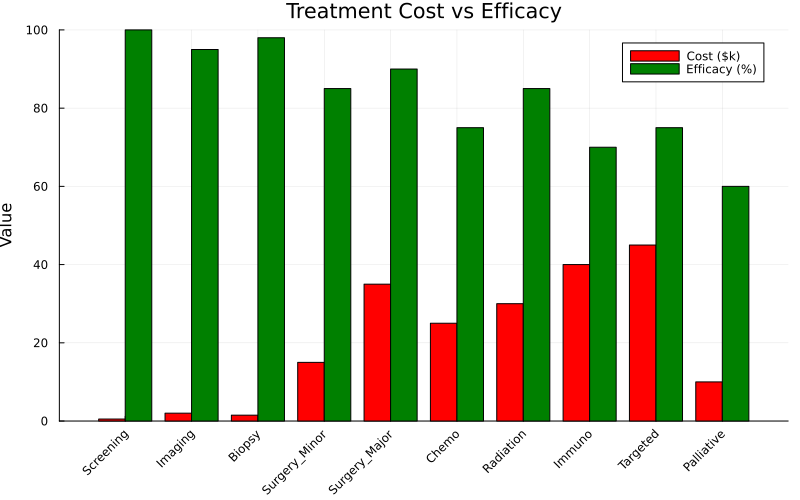 Treatment Cost vs Efficacy
Cost ($k)
Efficacy (%)
Value
100
80
60
40
20
0
Screening
Imaging
Biopsy
Surgery_Minor
Surgery_Major
Chemo
Radiation
Immuno
Targeted
Palliative